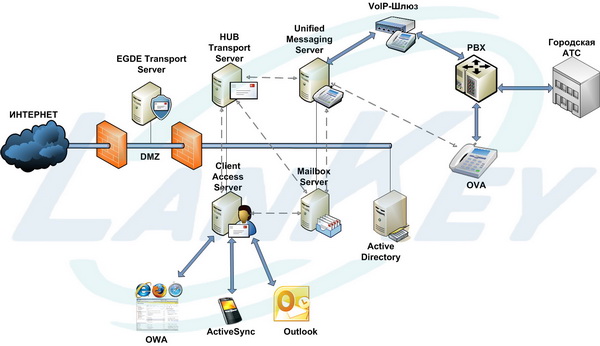 VoIP-Шлюз
HUB
Transport
Server
Unified
Messaging
Server
PBX
Городская
АТС
EGDE Transport
Server
ИНТЕРНЕТ
DMZ
Client
Access
Server
Mailbox
Server
OVA
Active
Directory
OWA
ActiveSync
Outlook
LANKEY